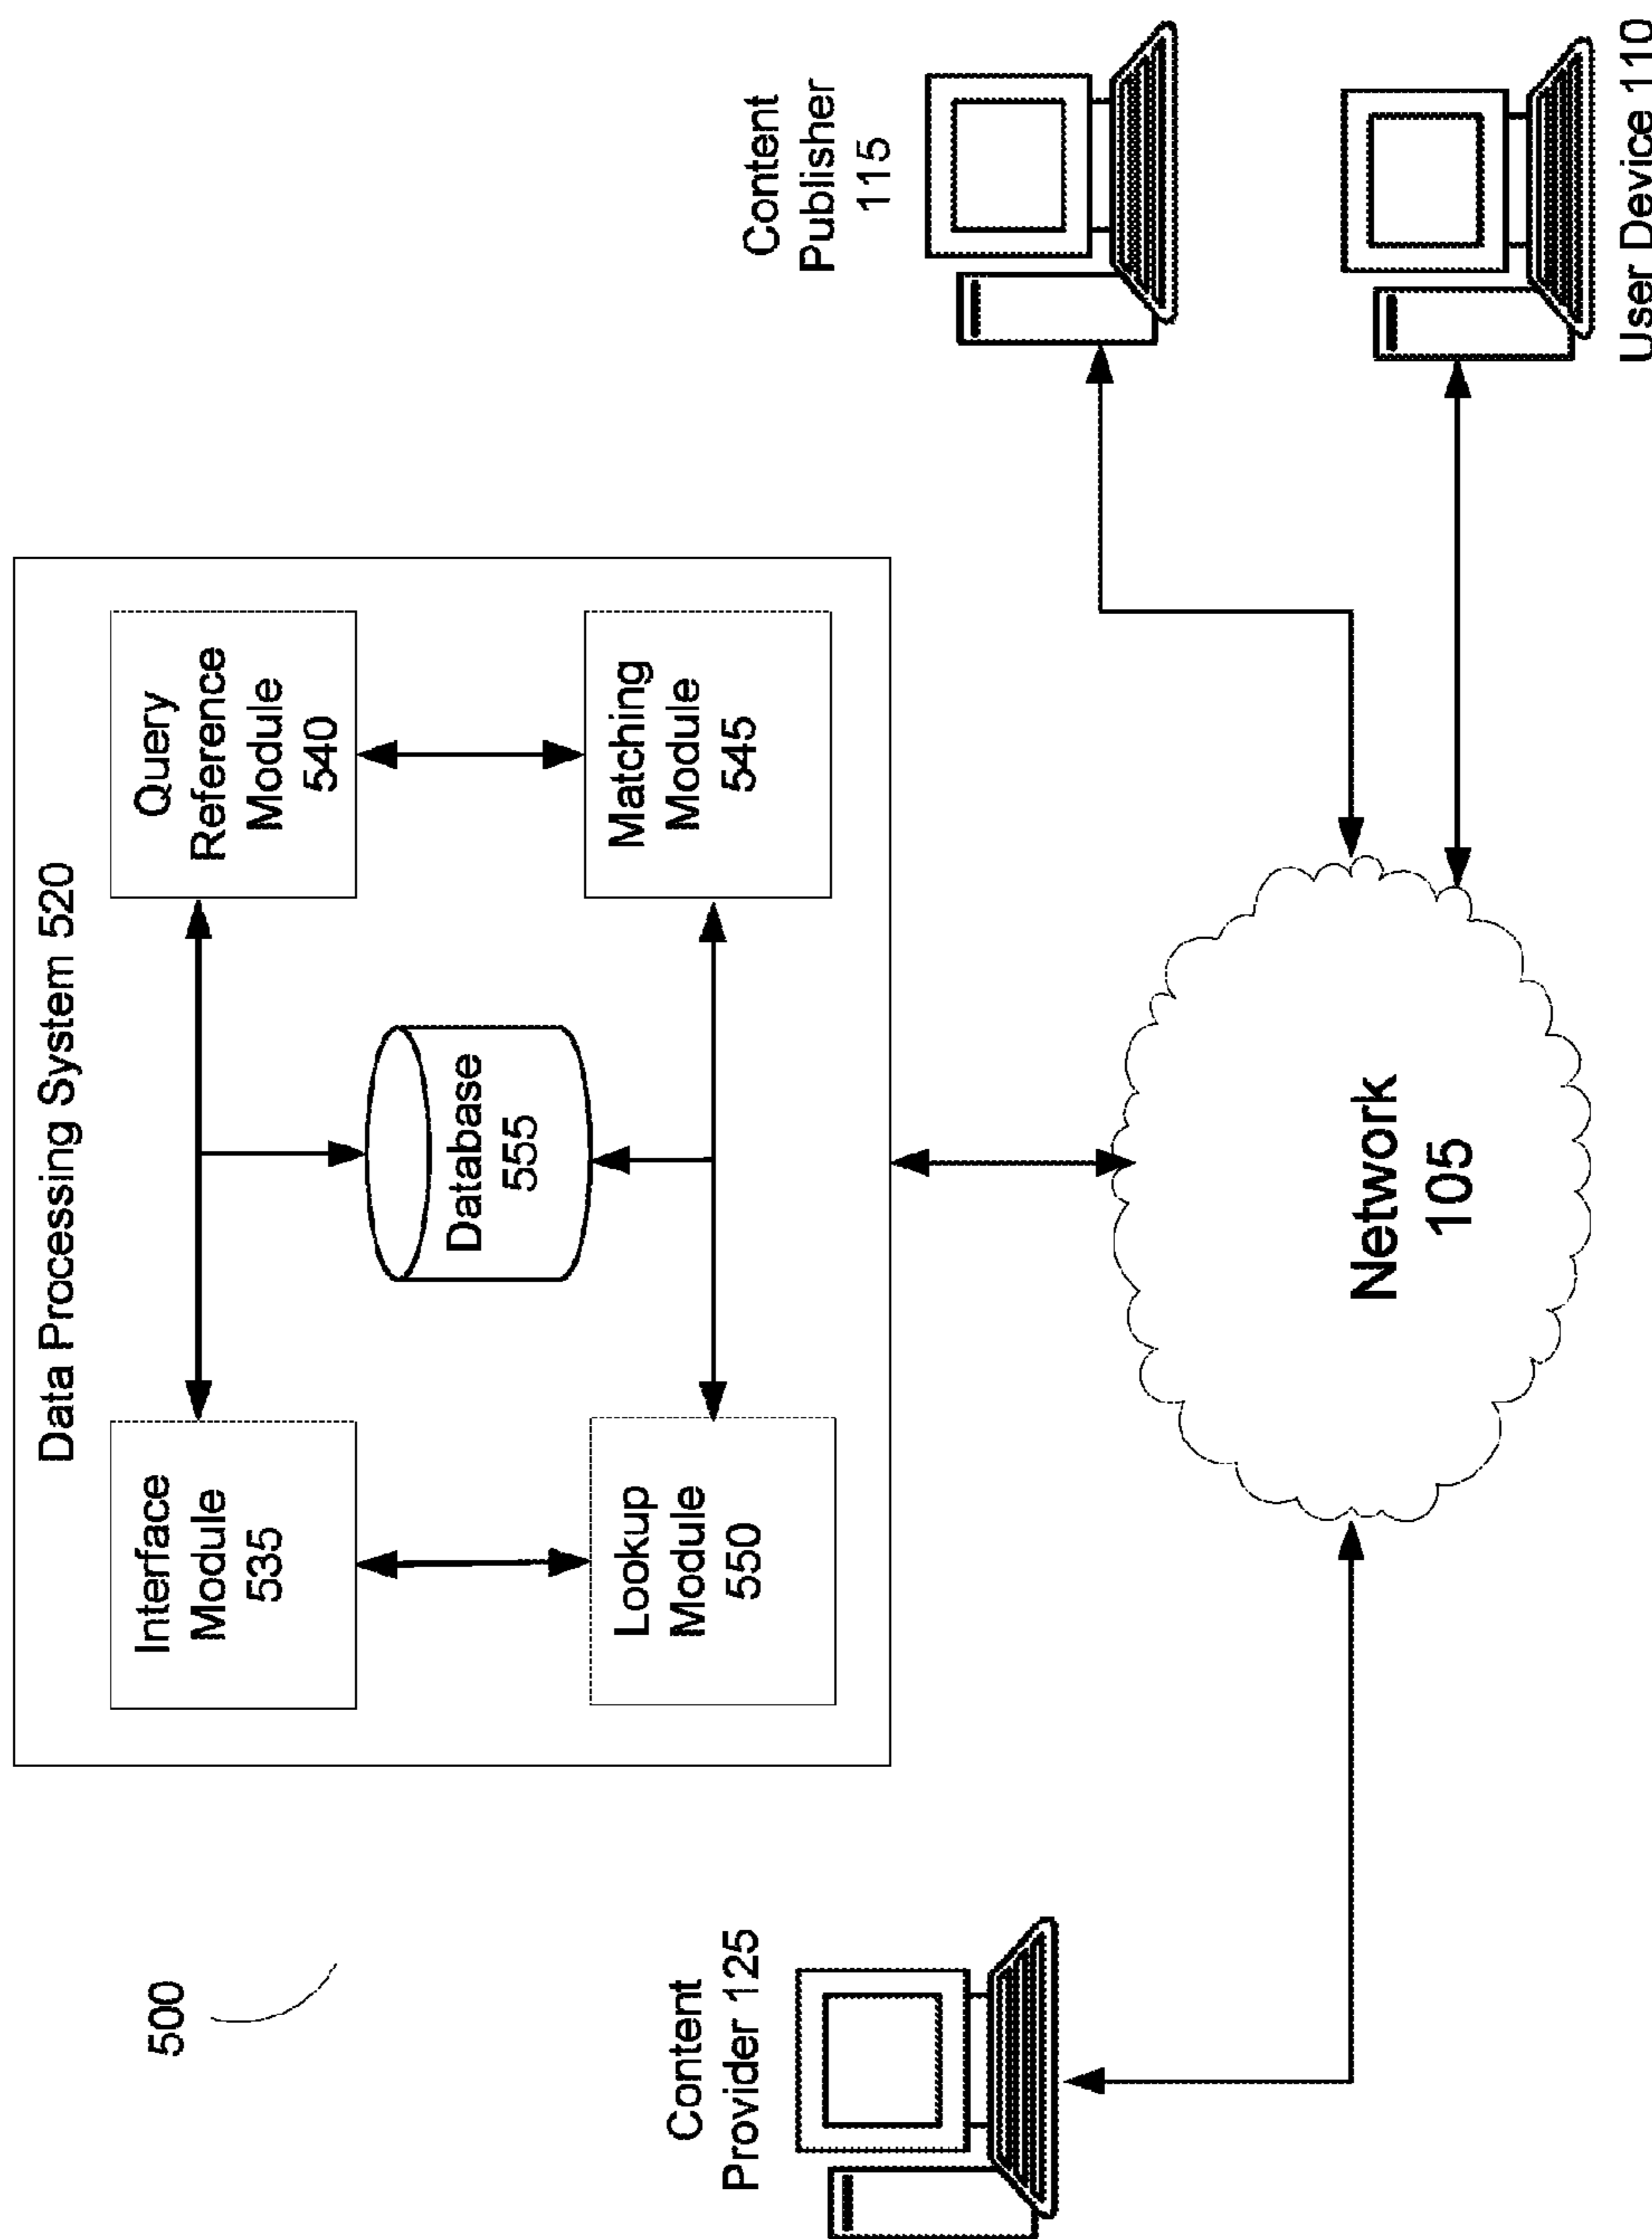 500
Data Processing System 520
Interface
Module
535
Query
Reference
Module
540
Database
555
Lookup
Module
550
Matching
Module
545
Content
Provider 125
Content
Publisher
115
Network
105
User Device 110